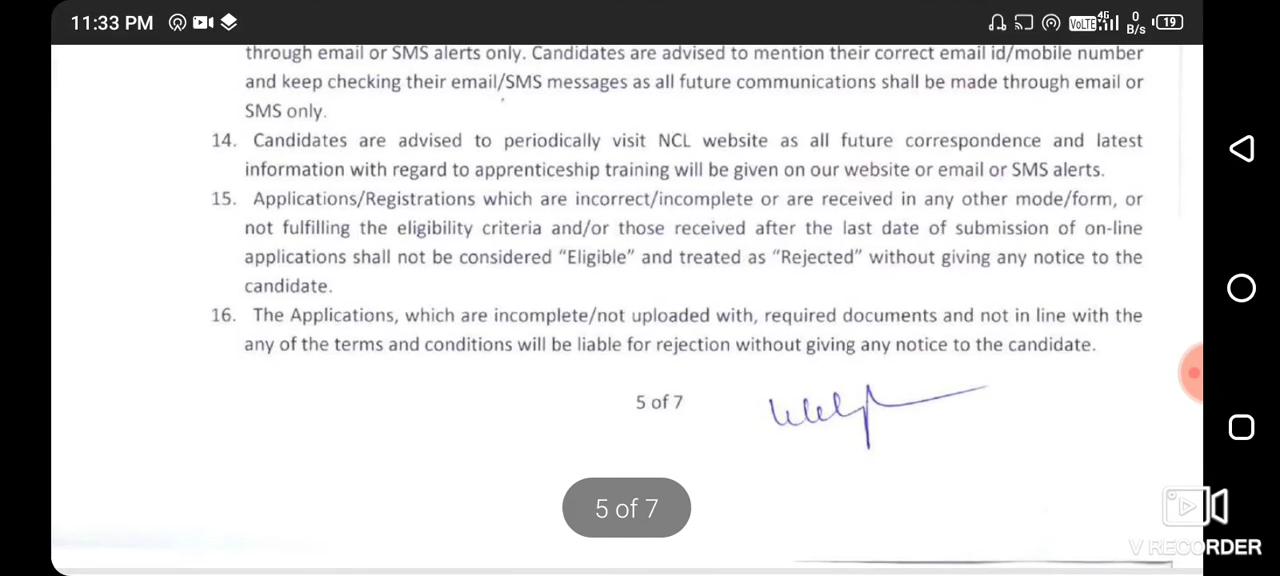 11:33 PM
4G
VoLTE
0
B/s
19
through email or SMS alerts only. Candidates are advised to mention their correct email id/mobile number
and keep checking their email/SMS messages as all future communications shall be made through email or
SMS only.
14. Candidates are advised to periodically visit NCL website as all future correspondence and latest
information with regard to apprenticeship training will be given on our website or email or SMS alerts.
15. Applications/Registrations which are incorrect/incomplete or are received in any other mode/form, or
not fulfilling the eligibility criteria and/or those received after the last date of submission of on-line
applications shall not be considered “Eligible” and treated as “Rejected” without giving any notice to the
candidate.
16. The Applications, which are incomplete/not uploaded with, required documents and not in line with the
any of the terms and conditions will be liable for rejection without giving any notice to the candidate.
5 of 7
5 of 7
V RECORDER